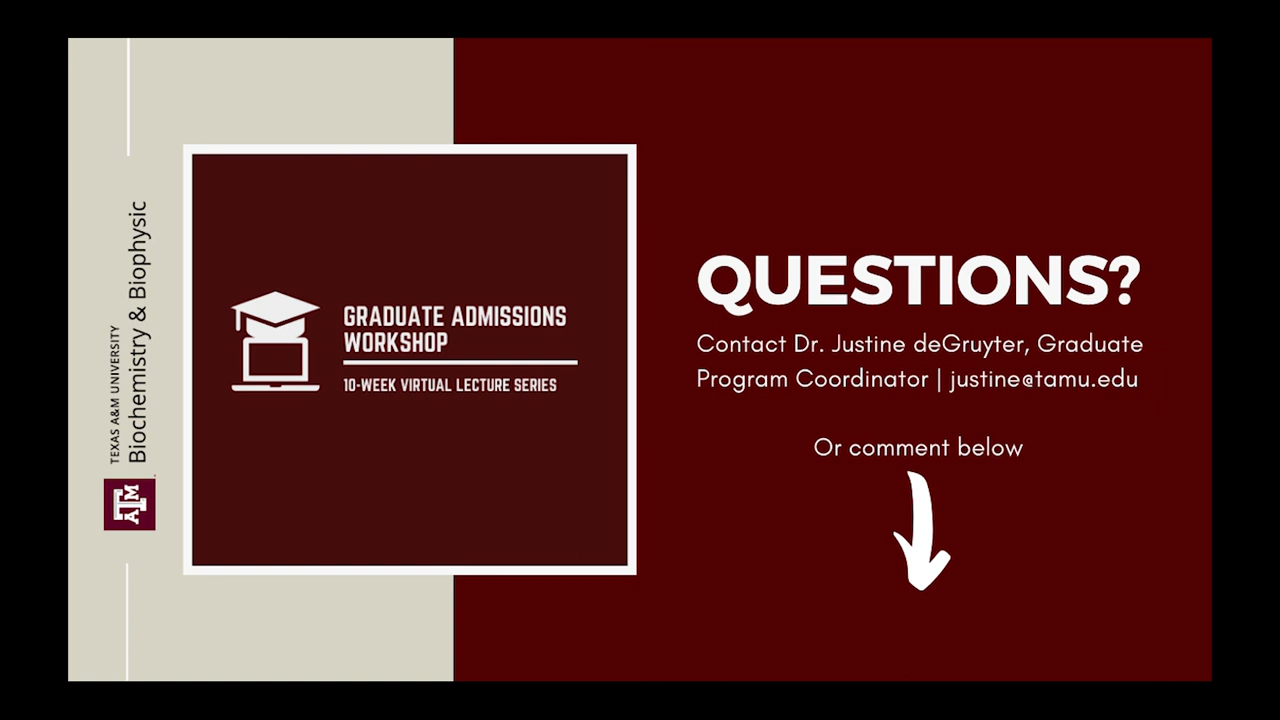 TEXAS A&M UNIVERSITY
Biochemistry & Biophysic
ATM
GRADUATE ADMISSIONS
WORKSHOP
10-WEEK VIRTUAL LECTURE SERIES
QUESTIONS?
Contact Dr. Justine deGruyter, Graduate
Program Coordinator | justine@tamu.edu
Or comment below